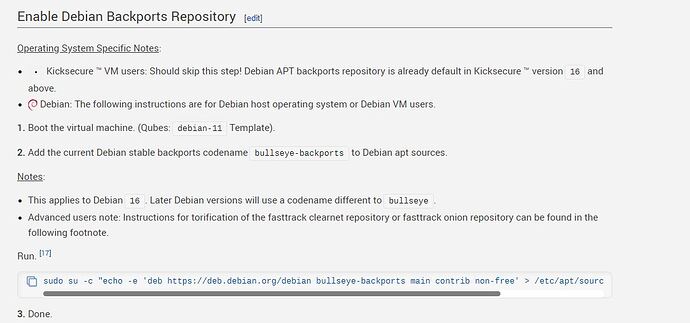 Enable Debian Backports Repository [edit]
Operating System Specific Notes:
• • Kicksecure ™ VM users: Should skip this step! Debian APT backports repository is already default in Kicksecure ™ version 16 and
above.
• Debian: The following instructions are for Debian host operating system or Debian VM users.
1. Boot the virtual machine. (Qubes: debian-11 Template).
2. Add the current Debian stable backports codename bullseye-backports to Debian apt sources.
Notes:
• This applies to Debian 16 . Later Debian versions will use a codename different to bullseye .
• Advanced users note: Instructions for torification of the fasttrack clearnet repository or fasttrack onion repository can be found in the
following footnote.
Run. [17]
sudo su -c "echo -e 'deb https://deb.debian.org/debian bullseye-backports main contrib non-free' > /etc/apt/sourc
3. Done.